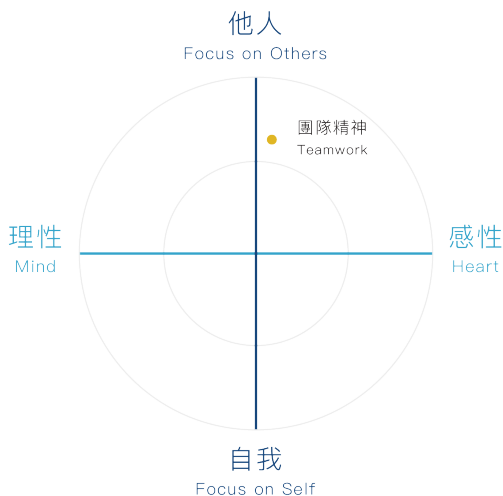 他人
Focus on Others
團隊精神
Teamwork
理性
Mind
感性
Heart
自我
Focus on Self